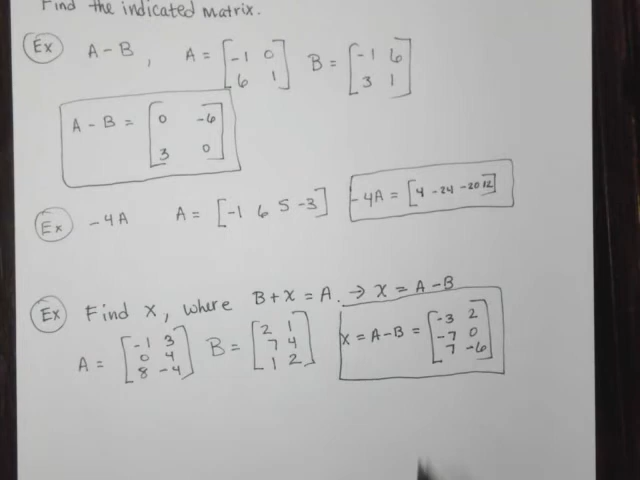 Find the indicated matrix.
Ex A - B, A = [-1 0 6 1] B = [-1 6 3 1]
A - B = [0 -6 3 0]
Ex -4A A = [-1 6 5 -3] -4A = [4 -24 -20 12]
Ex Find X, where B + X = A. → X = A - B
A = [-1 3 0 4 8 -4] B = [2 1 7 4 1 2] X = A - B = [-3 2 -7 0 7 -6]